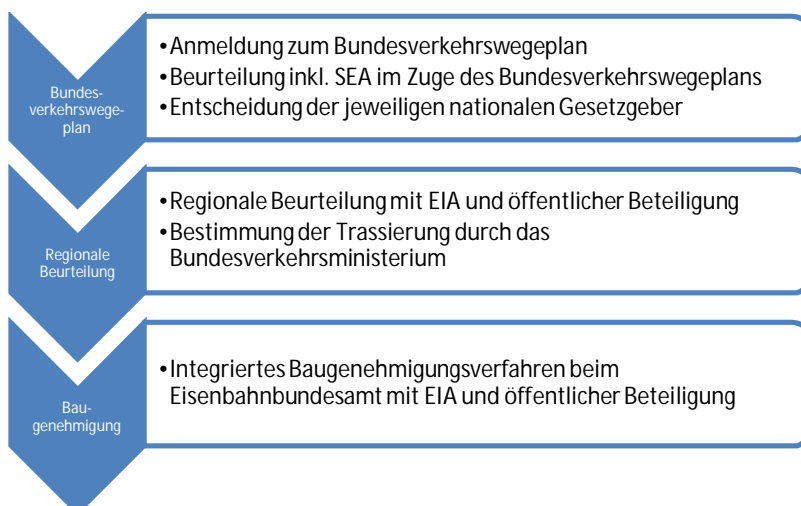 Bundes-
verkehrswege-
plan
• Anmeldung zum Bundesverkehrswegeplan
• Beurteilung inkl. SEA im Zuge des Bundesverkehrswegeplans
• Entscheidung der jeweiligen nationalen Gesetzgeber
Regionale
Beurteilung
• Regionale Beurteilung mit EIA und öffentlicher Beteiligung
• Bestimmung der Trassierung durch das
Bundesverkehrsministerium
Bau-
genehmigung
• Integriertes Baugenehmigungsverfahren beim
Eisenbahnbundesamt mit EIA und öffentlicher Beteiligung